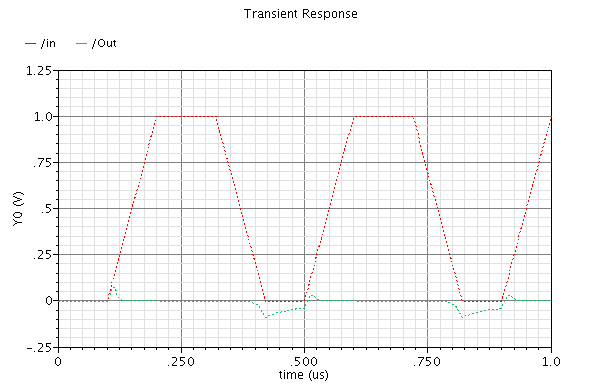 Transient Response
— /in — /Out
1.25
1.0
.75
.5
.25
0
-.25
Y0 (V)
0 .250 .500 .750 1.0
time (us)